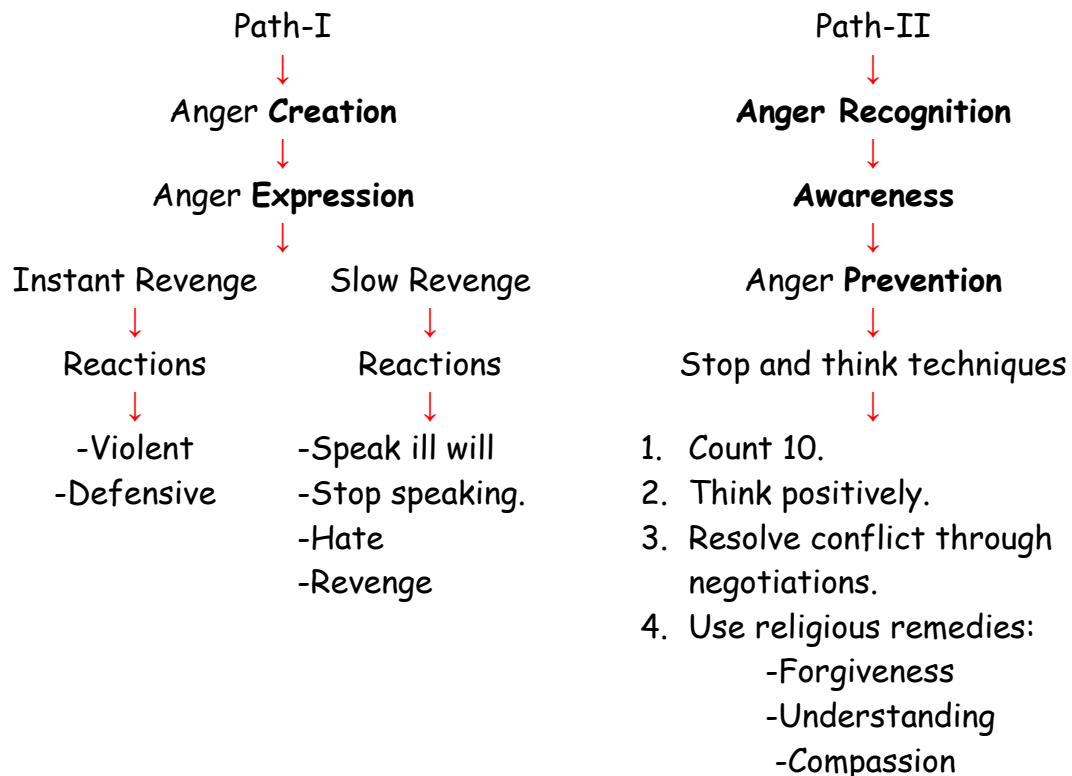 Path-I
↓
Anger Creation
↓
Anger Expression
↓
Instant Revenge
↓
Reactions
↓
-Violent
-Defensive
Slow Revenge
↓
Reactions
↓
-Speak ill will
-Stop speaking.
-Hate
-Revenge
Path-II
↓
Anger Recognition
↓
Awareness
↓
Anger Prevention
↓
Stop and think techniques
↓
1. Count 10.
2. Think positively.
3. Resolve conflict through
negotiations.
4. Use religious remedies:
-Forgiveness
-Understanding
-Compassion